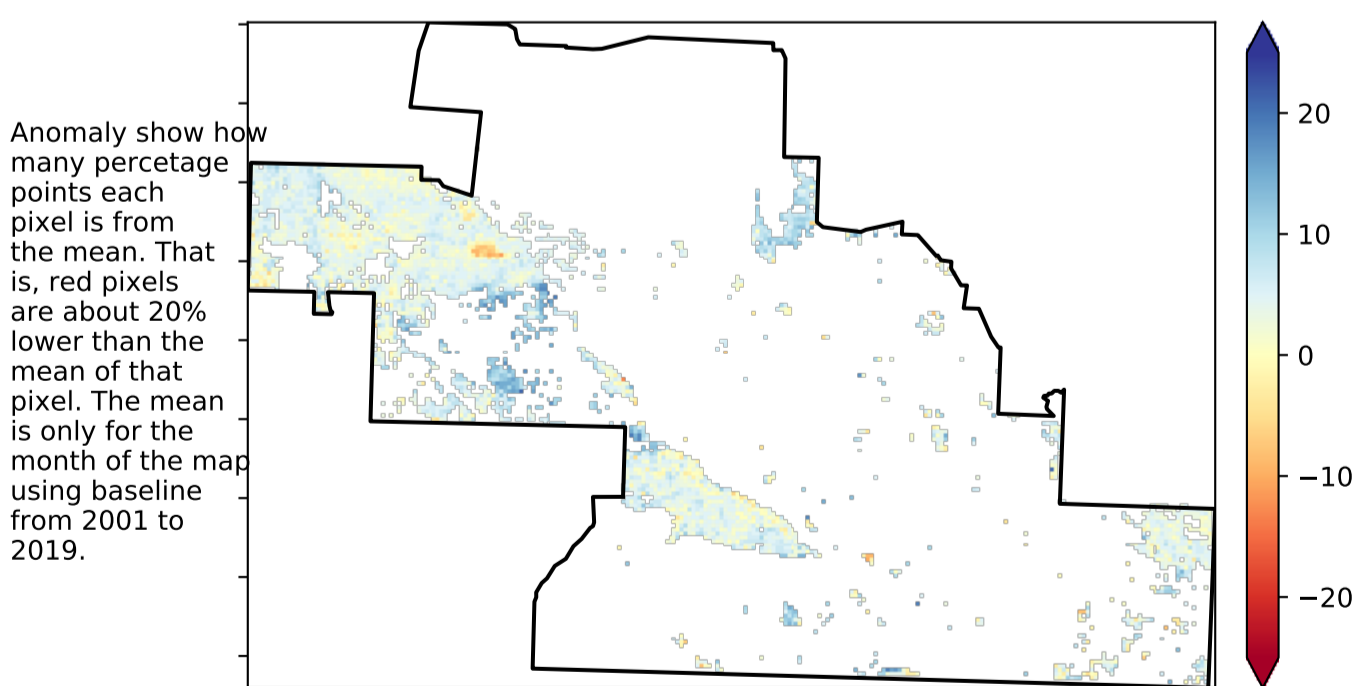 Anomaly show how
many percetage
points each
pixel is from
the mean. That
is, red pixels
are about 20%
lower than the
mean of that
pixel. The mean
is only for the
month of the map
using baseline
from 2001 to
2019.
20
10
0
−10
−20